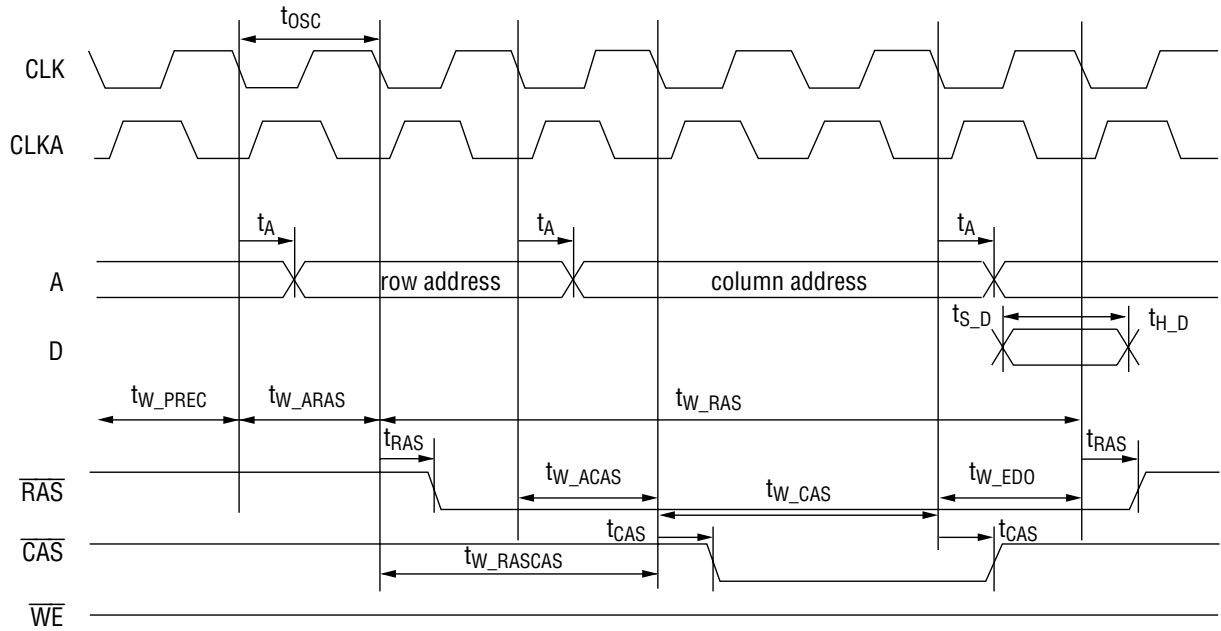 tOSC
CLK
CLKA
tA tA tA
A row address column address
tS_D tH_D
D
tW_PREC tW_ARAS tW_RAS
tRAS tRAS
RAS tW_ACAS tW_CAS tW_EDO
CAS tCAS tCAS
tW_RASCAS
WE